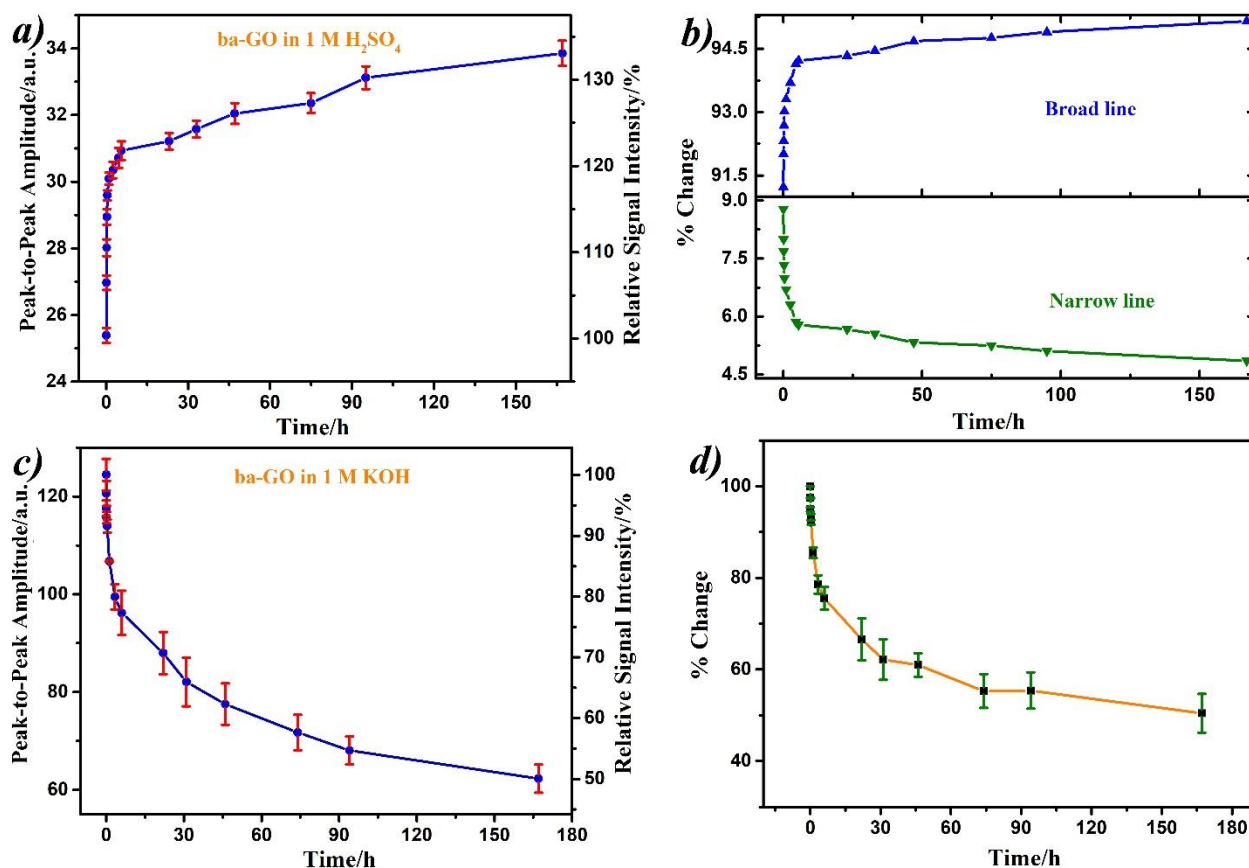 a)
ba-GO in 1 M H₂SO₄
Peak-to-Peak Amplitude/a.u.
34
32
30
28
26
24
Relative Signal Intensity/%
130
120
110
100
0 30 60 90 120 150
Time/h
b)
% Change
94.5
93.0
91.5
Broad line
9.0
7.5
6.0
4.5
Narrow line
0 50 100 150
Time/h
c)
ba-GO in 1 M KOH
Peak-to-Peak Amplitude/a.u.
120
100
80
60
Relative Signal Intensity/%
100
90
80
70
60
50
0 30 60 90 120 150 180
Time/h
d)
% Change
100
80
60
40
0 30 60 90 120 150 180
Time/h